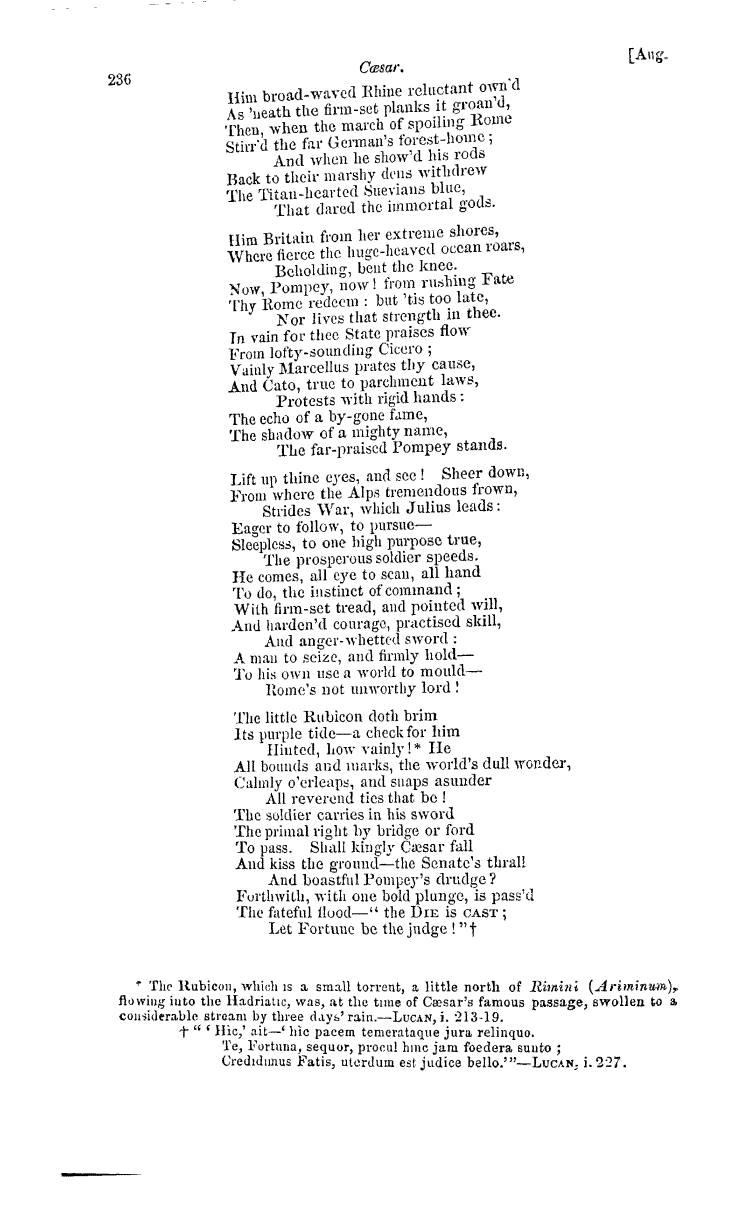 [Aug.
236
Cæsar.
Him broad-waved Rhine reluctant own'd
As 'neath the firm-set planks it groan'd,
Then, when the march of spoiling Rome
Stirr'd the far German's forest-home;
And when he show'd his rods
Back to their marshy dens withdrew
The Titan-hearted Suevians blue,
That dared the immortal gods.
Him Britain from her extreme shores,
Where fierce the huge-heaved ocean roars,
Beholding, bent the knee.
Now, Pompey, now! from rushing Fate
Thy Rome redeem: but 'tis too late,
Nor lives that strength in thee.
In vain for thee State praises flow
From lofty-sounding Cicero;
Vainly Marcellus prates thy cause,
And Cato, true to parchment laws,
Protests with rigid hands:
The echo of a by-gone fame,
The shadow of a mighty name,
The far-praised Pompey stands.
Lift up thine eyes, and see! Sheer down,
From where the Alps tremendous frown,
Strides War, which Julius leads:
Eager to follow, to pursue—
Sleepless, to one high purpose true,
The prosperous soldier speeds.
He comes, all eye to scan, all hand
To do, the instinct of command;
With firm-set tread, and pointed will,
And harden'd courage, practised skill,
And anger-whetted sword:
A man to seize, and firmly hold—
To his own use a world to mould—
Rome's not unworthy lord!
The little Rubicon doth brim
Its purple tide—a check for him
Hinted, how vainly!* He
All bounds and marks, the world's dull wonder,
Calmly o'erleaps, and snaps asunder
All reverend ties that be!
The soldier carries in his sword
The primal right by bridge or ford
To pass. Shall kingly Cæsar fall
And kiss the ground—the Senate's thrall
And boastful Pompey's drudge?
Forthwith, with one bold plunge, is pass'd
The fateful flood—“ the DIE is CAST;
Let Fortune be the judge!”†
* The Rubicon, which is a small torrent, a little north of Rimini (Ariminum),
flowing into the Hadriatic, was, at the time of Cæsar's famous passage, swollen to a
considerable stream by three days' rain.—LUCAN, i. 213-19.
† “ ‘ Hic,’ ait—‘ hic pacem temerataque jura relinquo.
Te, Fortuna, sequor, procul hinc jam foedera sunto;
Credidimus Fatis, uterdum est judice bello.’”—LUCAN, i. 227.